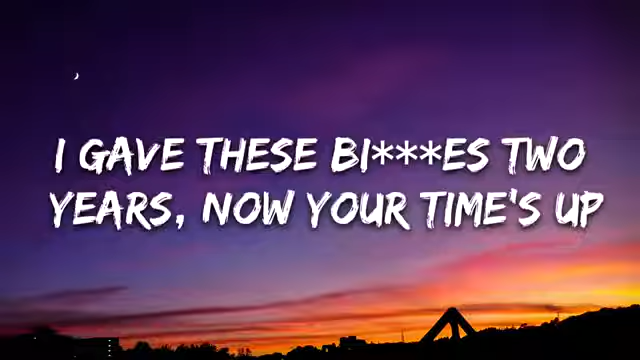 I GAVE THESE BI***ES TWO
YEARS, NOW YOUR TIME'S UP